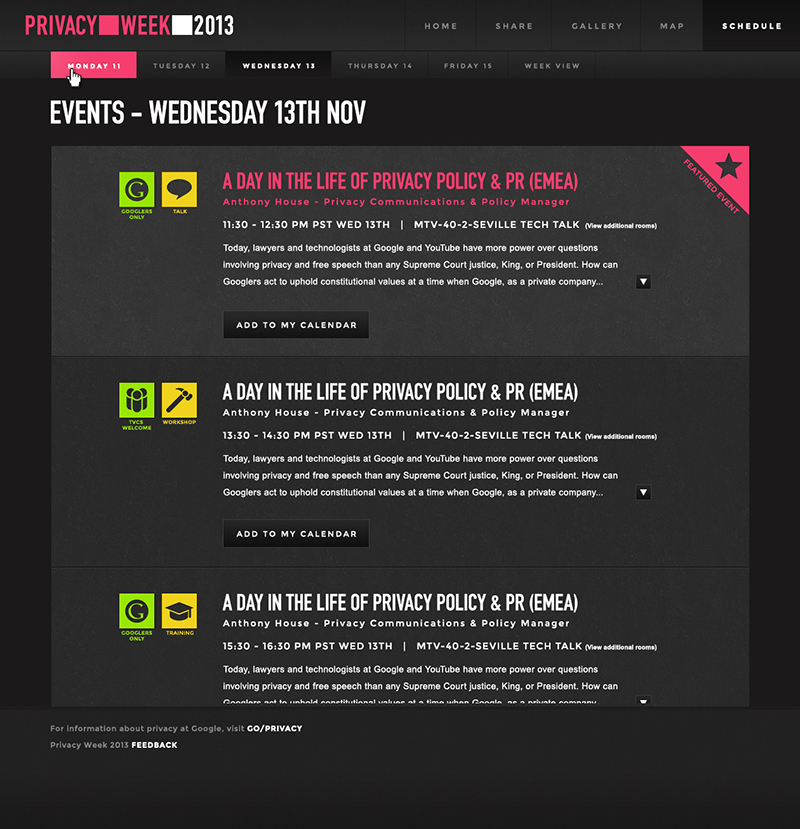 PRIVACY WEEK 2013
HOME SHARE GALLERY MAP SCHEDULE
MONDAY 11 TUESDAY 12 WEDNESDAY 13 THURSDAY 14 FRIDAY 15 WEEK VIEW
EVENTS - WEDNESDAY 13TH NOV
FEATURED EVENT
G
GOOGLERS
ONLY
TALK
A DAY IN THE LIFE OF PRIVACY POLICY & PR (EMEA)
Anthony House - Privacy Communications & Policy Manager
11:30 - 12:30 PM PST WED 13TH | MTV-40-2-SEVILLE TECH TALK (View additional rooms)
Today, lawyers and technologists at Google and YouTube have more power over questions
involving privacy and free speech than any Supreme Court justice, King, or President. How can
Googlers act to uphold constitutional values at a time when Google, as a private company...
ADD TO MY CALENDAR
TVCS
WELCOME
WORKSHOP
A DAY IN THE LIFE OF PRIVACY POLICY & PR (EMEA)
Anthony House - Privacy Communications & Policy Manager
13:30 - 14:30 PM PST WED 13TH | MTV-40-2-SEVILLE TECH TALK (View additional rooms)
Today, lawyers and technologists at Google and YouTube have more power over questions
involving privacy and free speech than any Supreme Court justice, King, or President. How can
Googlers act to uphold constitutional values at a time when Google, as a private company...
ADD TO MY CALENDAR
G
GOOGLERS
ONLY
TRAINING
A DAY IN THE LIFE OF PRIVACY POLICY & PR (EMEA)
Anthony House - Privacy Communications & Policy Manager
15:30 - 16:30 PM PST WED 13TH | MTV-40-2-SEVILLE TECH TALK (View additional rooms)
Today, lawyers and technologists at Google and YouTube have more power over questions
involving privacy and free speech than any Supreme Court justice, King, or President. How can
Googlers act to uphold constitutional values at a time when Google, as a private company...
For information about privacy at Google, visit GO/PRIVACY
Privacy Week 2013 FEEDBACK